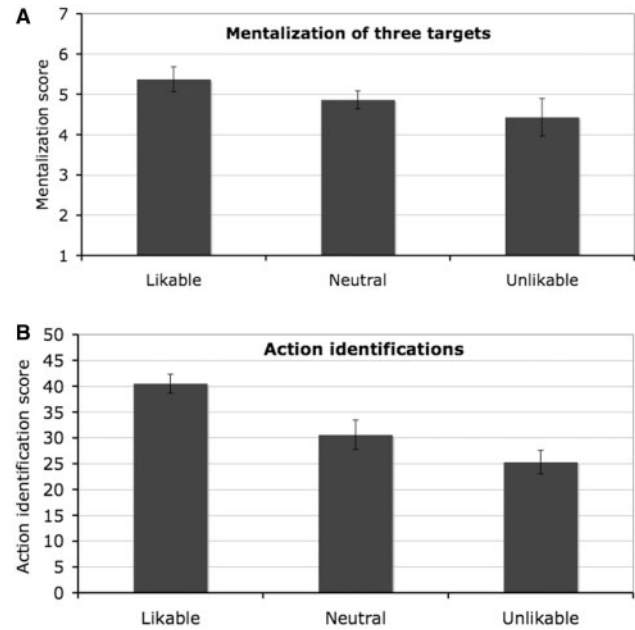 A
Mentalization of three targets
Mentalization score
7
6
5
4
3
2
1
Likable Neutral Unlikable
B
Action identifications
Action identification score
50
45
40
35
30
25
20
15
10
5
0
Likable Neutral Unlikable